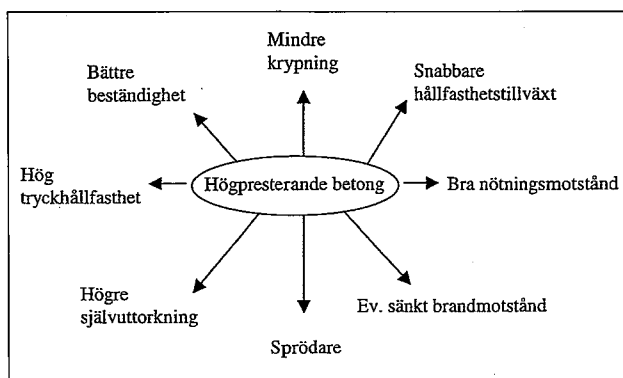 Mindre
krypning
Bättre
beständighet
Snabbare
hållfasthetstillväxt
Hög
tryckhållfasthet
Högpresterande betong
Bra nötningsmotstånd
Högre
självuttorkning
Ev. sänkt brandmotstånd
Sprödare